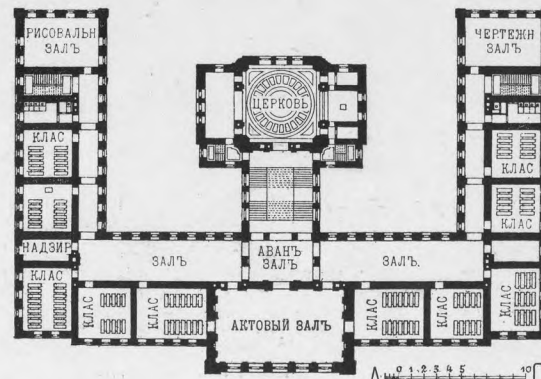 РИСОВАЛЬН
ЗАЛЪ
ЧЕРТЕЖН
ЗАЛЪ
ЦЕРКОВЬ
КЛАС
КЛАС
КЛАС
НАДЗИР
ЗАЛЪ
АВАНЪ
ЗАЛЪ
ЗАЛЪ.
КЛАС
КЛАС
КЛАС
АКТОВЫЙ ЗАЛЪ
КЛАС
КЛАС
КЛАС
0 1 2 3 4 5 10